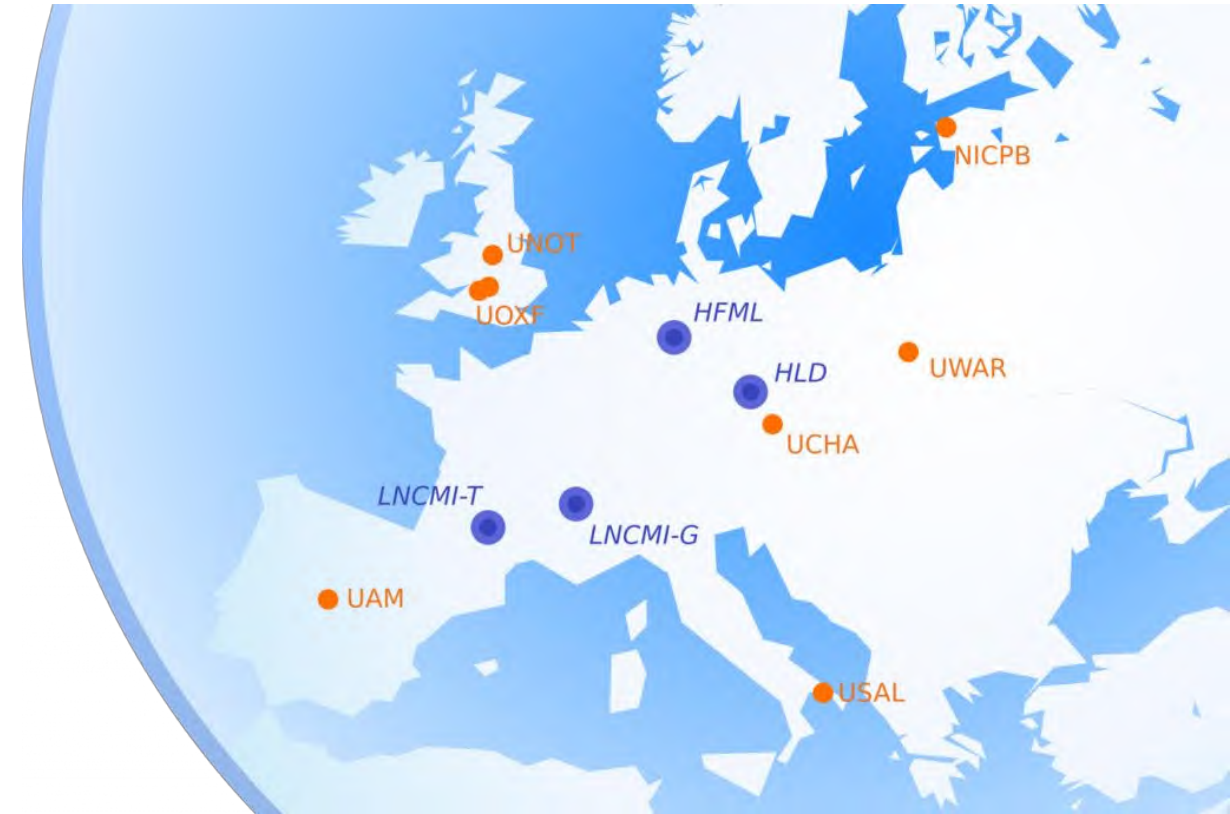 NICPB
UNOT
UOXF
HFML
UWAR
HLD
UCHA
LNCMI-T
LNCMI-G
UAM
USAL